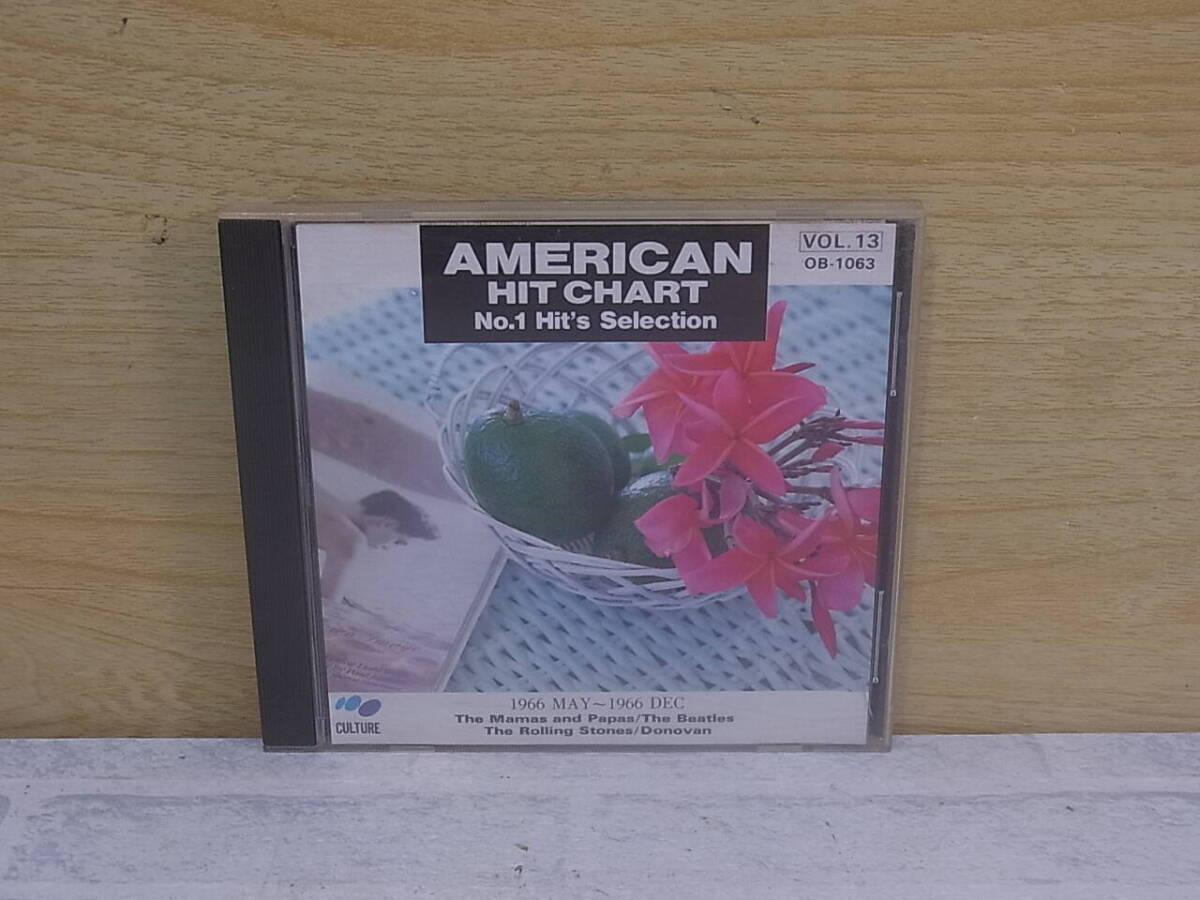 AMERICAN
HIT CHART
No.1 Hit's Selection
VOL.13
OB-1063
1966 MAY~1966 DEC
The Mamas and Papas/The Beatles
The Rolling Stones/Donovan
CULTURE